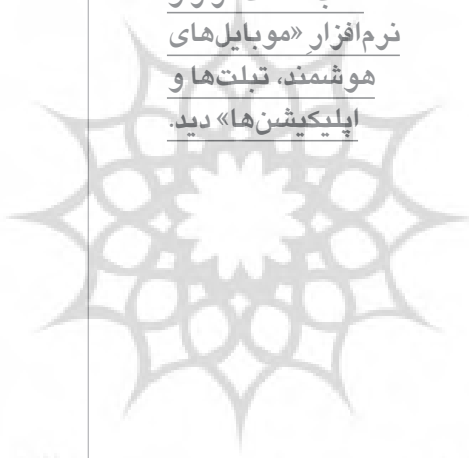 نرم‌افزارِ «موبایل‌های
هوشمند، تبلت‌ها و
اپلیکیشن‌ها» دید.